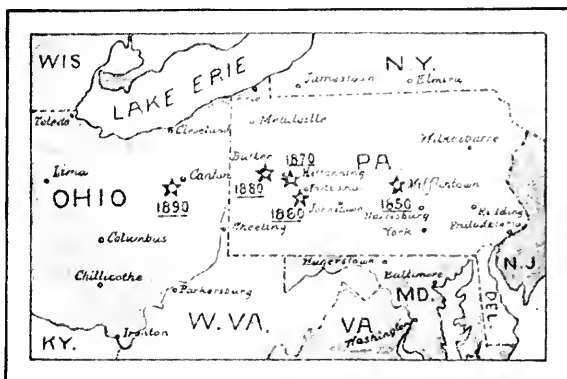 WIS
N.Y.
LAKE ERIE
Jamestown Elmira
Erie
Toledo
Meadville
Cleveland
Wilkesbarre
Butler 1870 PA
Lima Canton Kittanning
Mifflintown
OHIO 1880
1890 1860 Johnstown 1850
Harrisburg Reading
Wheeling York Philadelphia
Columbus
Hagerstown N.J.
Chillicothe Baltimore
Parkersburg MD. DEL.
Ironton W.VA. VA Washington
KY.